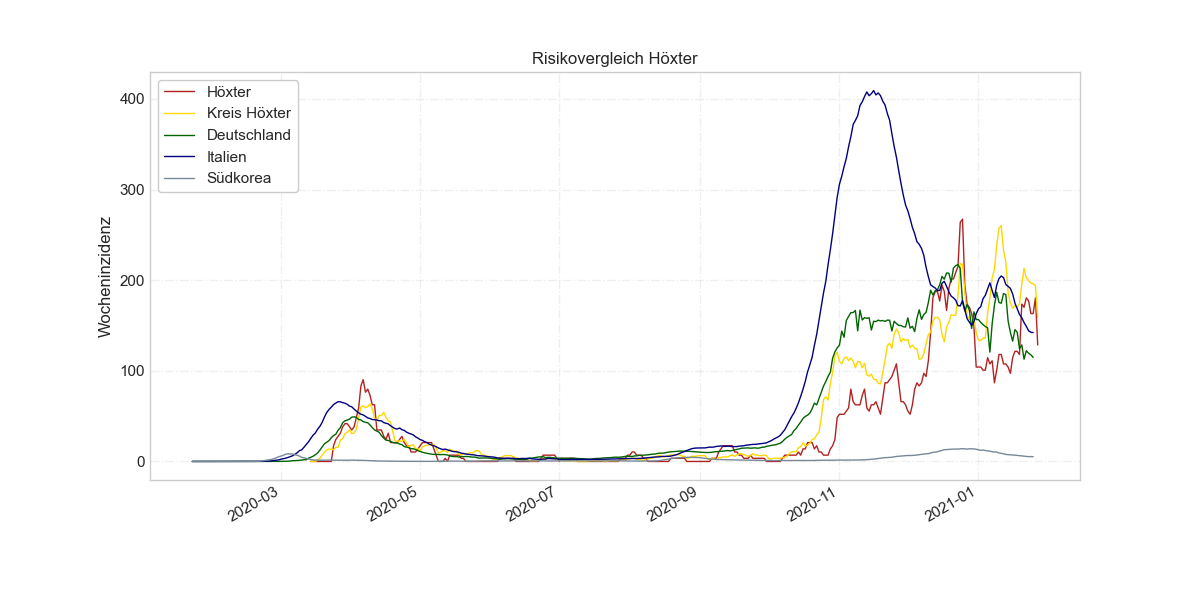 Risikovergleich Höxter
Höxter
Kreis Höxter
Deutschland
Italien
Südkorea
Wocheninzidenz
400
300
200
100
0
2020-03
2020-05
2020-07
2020-09
2020-11
2021-01